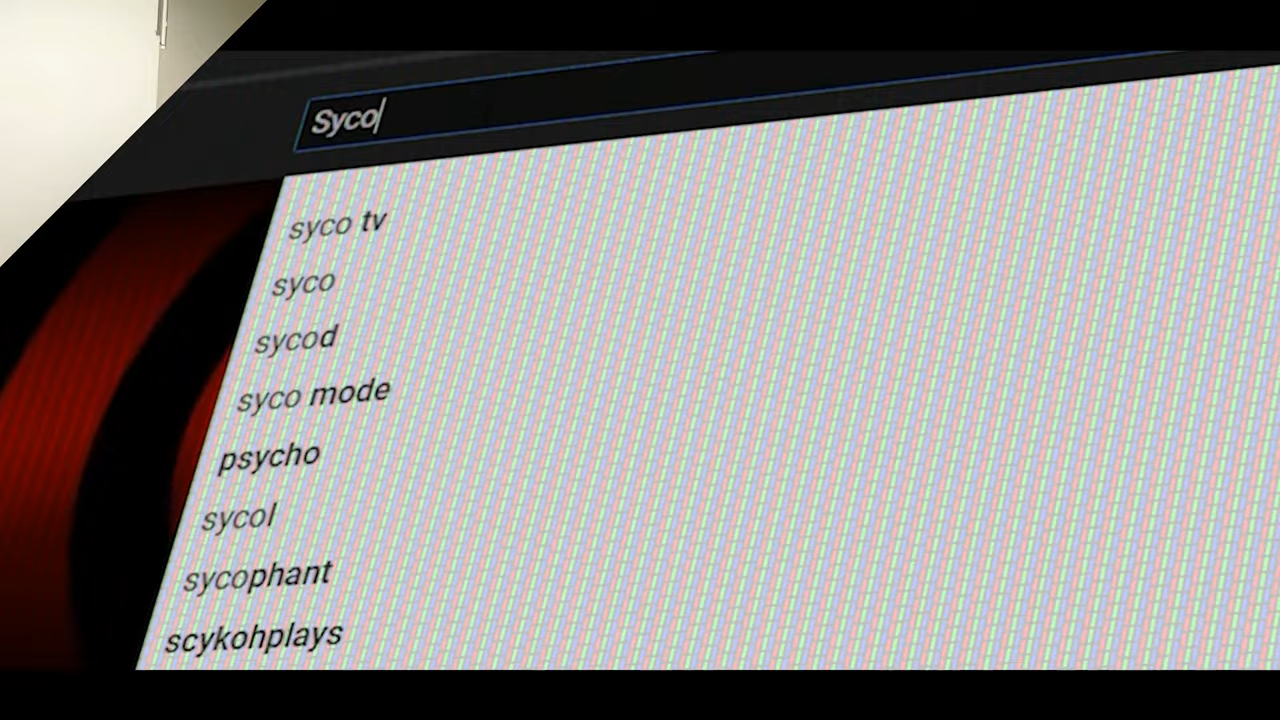 Syco
syco tv
syco
sycod
syco mode
psycho
sycol
sycophant
scykohplays